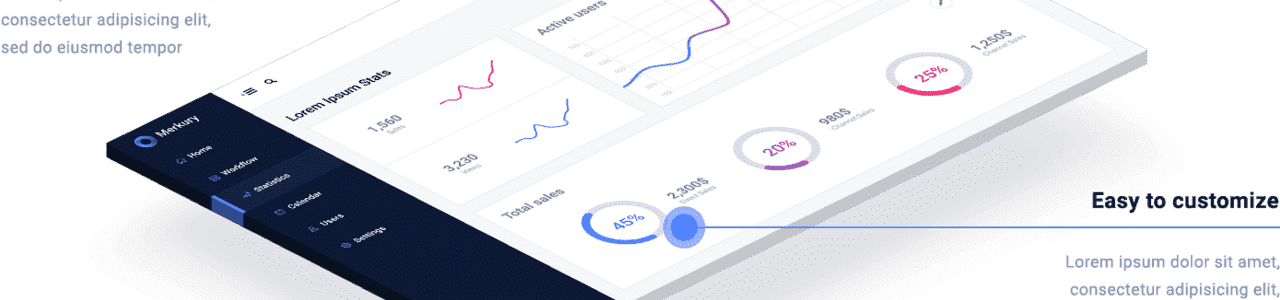 consectetur adipisicing elit,
sed do eiusmod tempor
Merkury
Home
Workflow
Statistics
Calendar
Users
Settings
Lorem Ipsum Stats
1,560
Sales
3,230
Views
Active users
Total sales
45%
2,300$
Direct Sales
20%
980$
Channel Sales
25%
1,250$
Channel Sales
Easy to customize
Lorem ipsum dolor sit amet,
consectetur adipisicing elit,